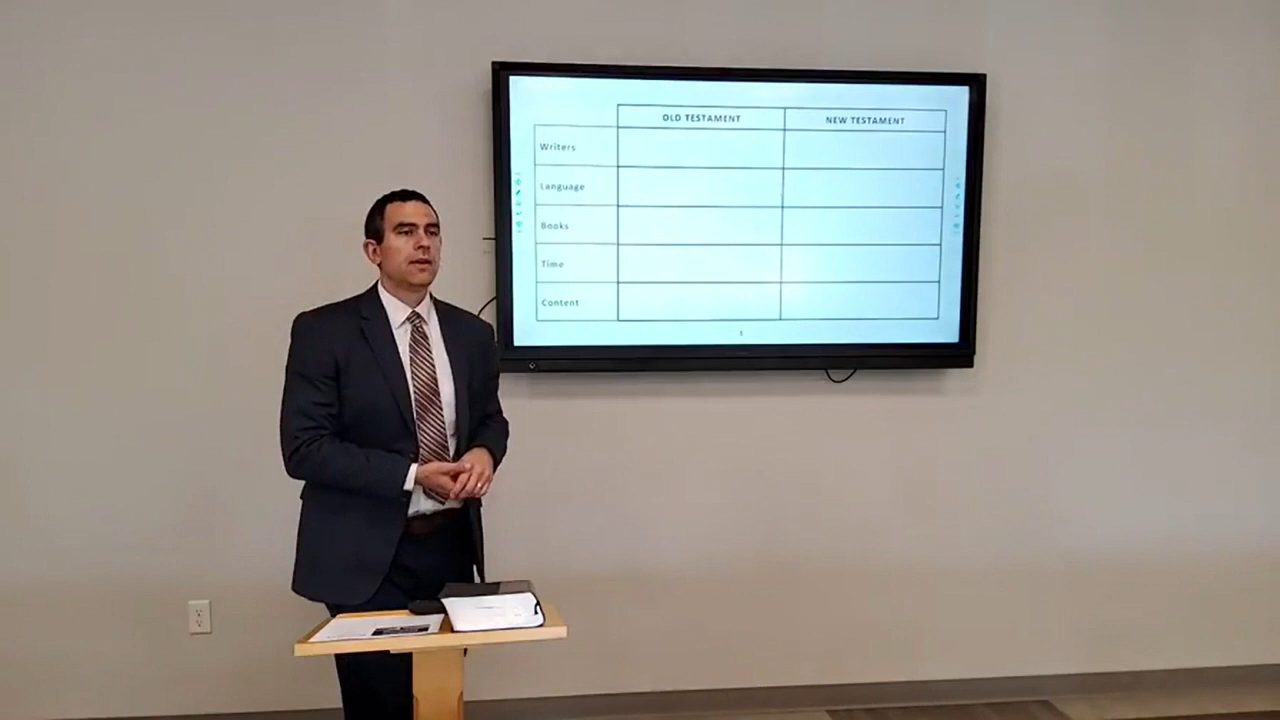 OLD TESTAMENT NEW TESTAMENT
Writers
Language
Books
Time
Content